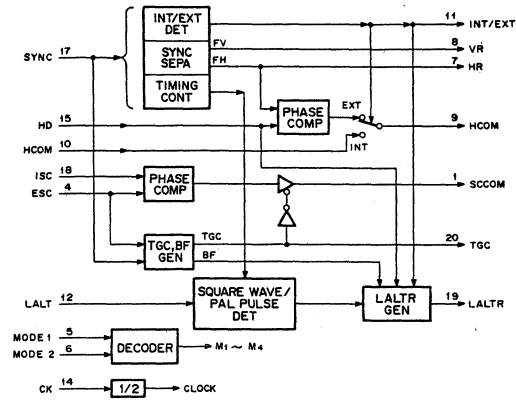 INT/EXT
DET
11
INT/EXT
17
SYNC
SYNC
SEPA
FV
8
VR
FH
7
HR
TIMING
CONT
PHASE
COMP
EXT
9
HCOM
15
HD
10
HCOM
INT
18
ISC
4
ESC
PHASE
COMP
1
SCCOM
TGC, BF
GEN
TGC
20
TGC
BF
12
LALT
SQUARE WAVE/
PAL PULSE
DET
LALTR
GEN
19
LALTR
5
MODE 1
6
MODE 2
DECODER
M1 ~ M4
14
CK
1/2
CLOCK